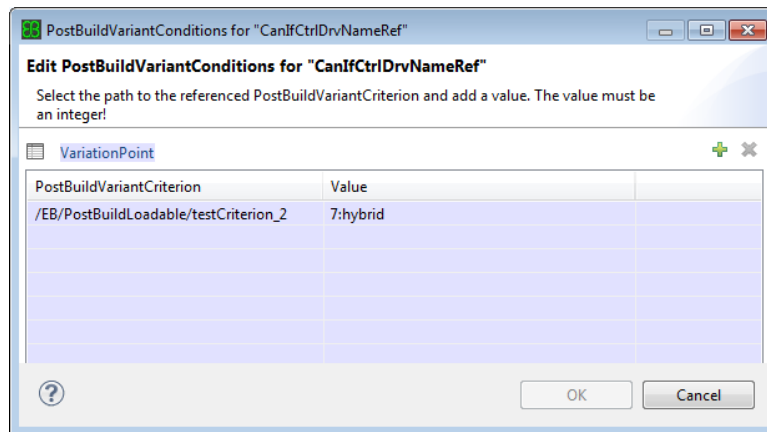 PostBuildVariantConditions for "CanIfCtrlDrvNameRef"
Edit PostBuildVariantConditions for "CanIfCtrlDrvNameRef"
Select the path to the referenced PostBuildVariantCriterion and add a value. The value must be
an integer!
VariationPoint
PostBuildVariantCriterion Value
/EB/PostBuildLoadable/testCriterion_2 7:hybrid
? OK Cancel